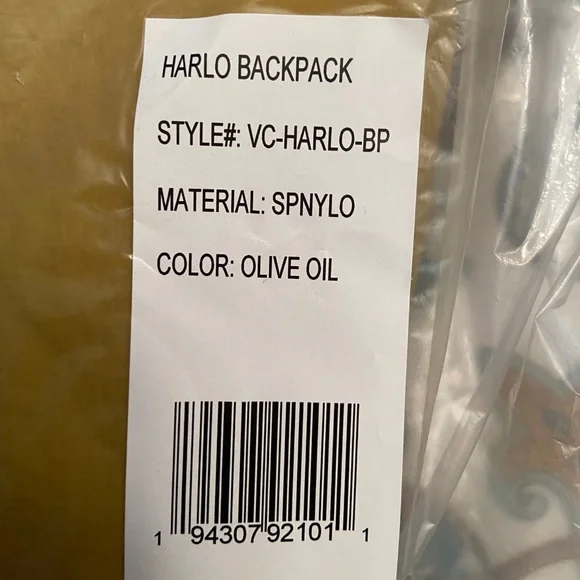 HARLO BACKPACK
STYLE#: VC-HARLO-BP
MATERIAL: SPNYLO
COLOR: OLIVE OIL
1 94307 92101 1